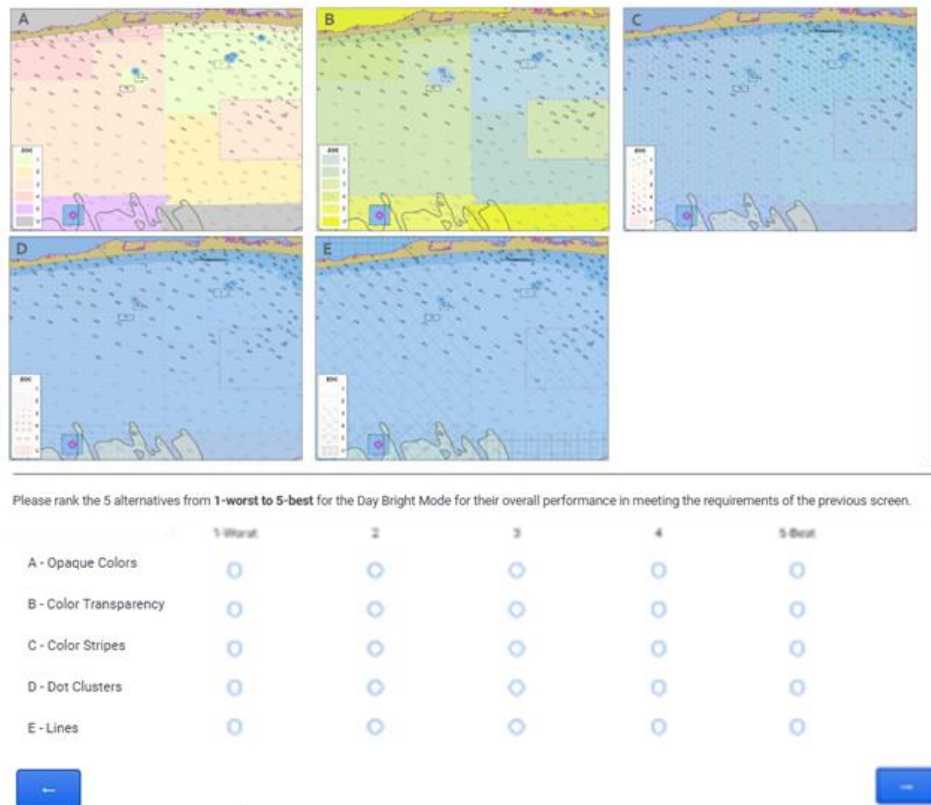 A
B
C
D
E
Please rank the 5 alternatives from 1-worst to 5-best for the Day Bright Mode for their overall performance in meeting the requirements of the previous screen.
1-Worst 2 3 4 5-Best
A - Opaque Colors
B - Color Transparency
C - Color Stripes
D - Dot Clusters
E - Lines
←